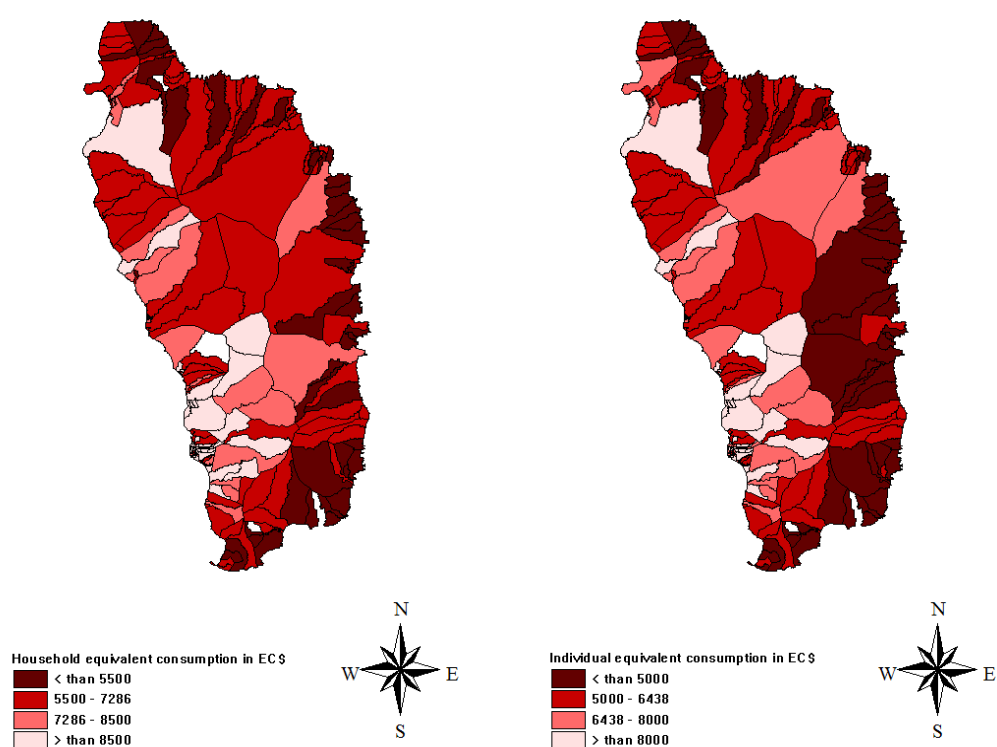 Household equivalent consumption in EC$
< than 5500
5500 - 7286
7286 - 8500
> than 8500
N
W
E
S
Individual equivalent consumption in EC$
< than 5000
5000 - 6438
6438 - 8000
> than 8000
N
W
E
S